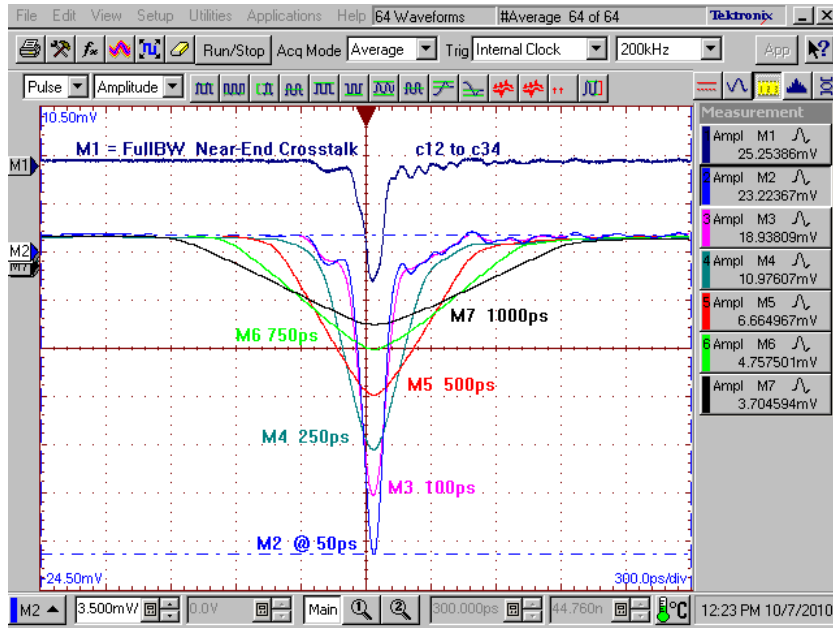 File Edit View Setup Utilities Applications Help 64 Waveforms #Average 64 of 64 Tektronix
Run/Stop Acq Mode Average Trig Internal Clock 200kHz App
Pulse Amplitude
10.50mV
M1 = FullBW Near-End Crosstalk c12 to c34
M1
M2
M7
M7 1000ps
M6 750ps
M5 500ps
M4 250ps
M3 100ps
M2 @ 50ps
-24.50mV 300.0ps/div
Measurement
Ampl M1
25.25386mV
2 Ampl M2
23.22367mV
3 Ampl M3
18.93809mV
4 Ampl M4
10.97607mV
5 Ampl M5
6.664967mV
6 Ampl M6
4.757501mV
Ampl M7
3.704594mV
M2 3.500mV/ 0.0V Main 1 2 300.000ps 44.760n °C 12:23 PM 10/7/2010